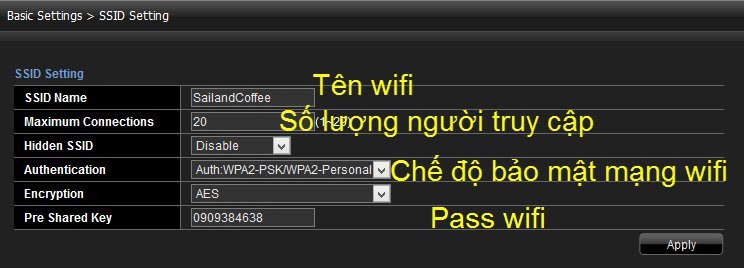 Basic Settings > SSID Setting
SSID Setting
Tên wifi
SSID Name SailandCoffee
Maximum Connections 20 Số lượng người truy cập
Hidden SSID Disable
Authentication Auth:WPA2-PSK/WPA2-Personal Chế độ bảo mật mạng wifi
Encryption AES
Pre Shared Key 0909384638 Pass wifi
Apply